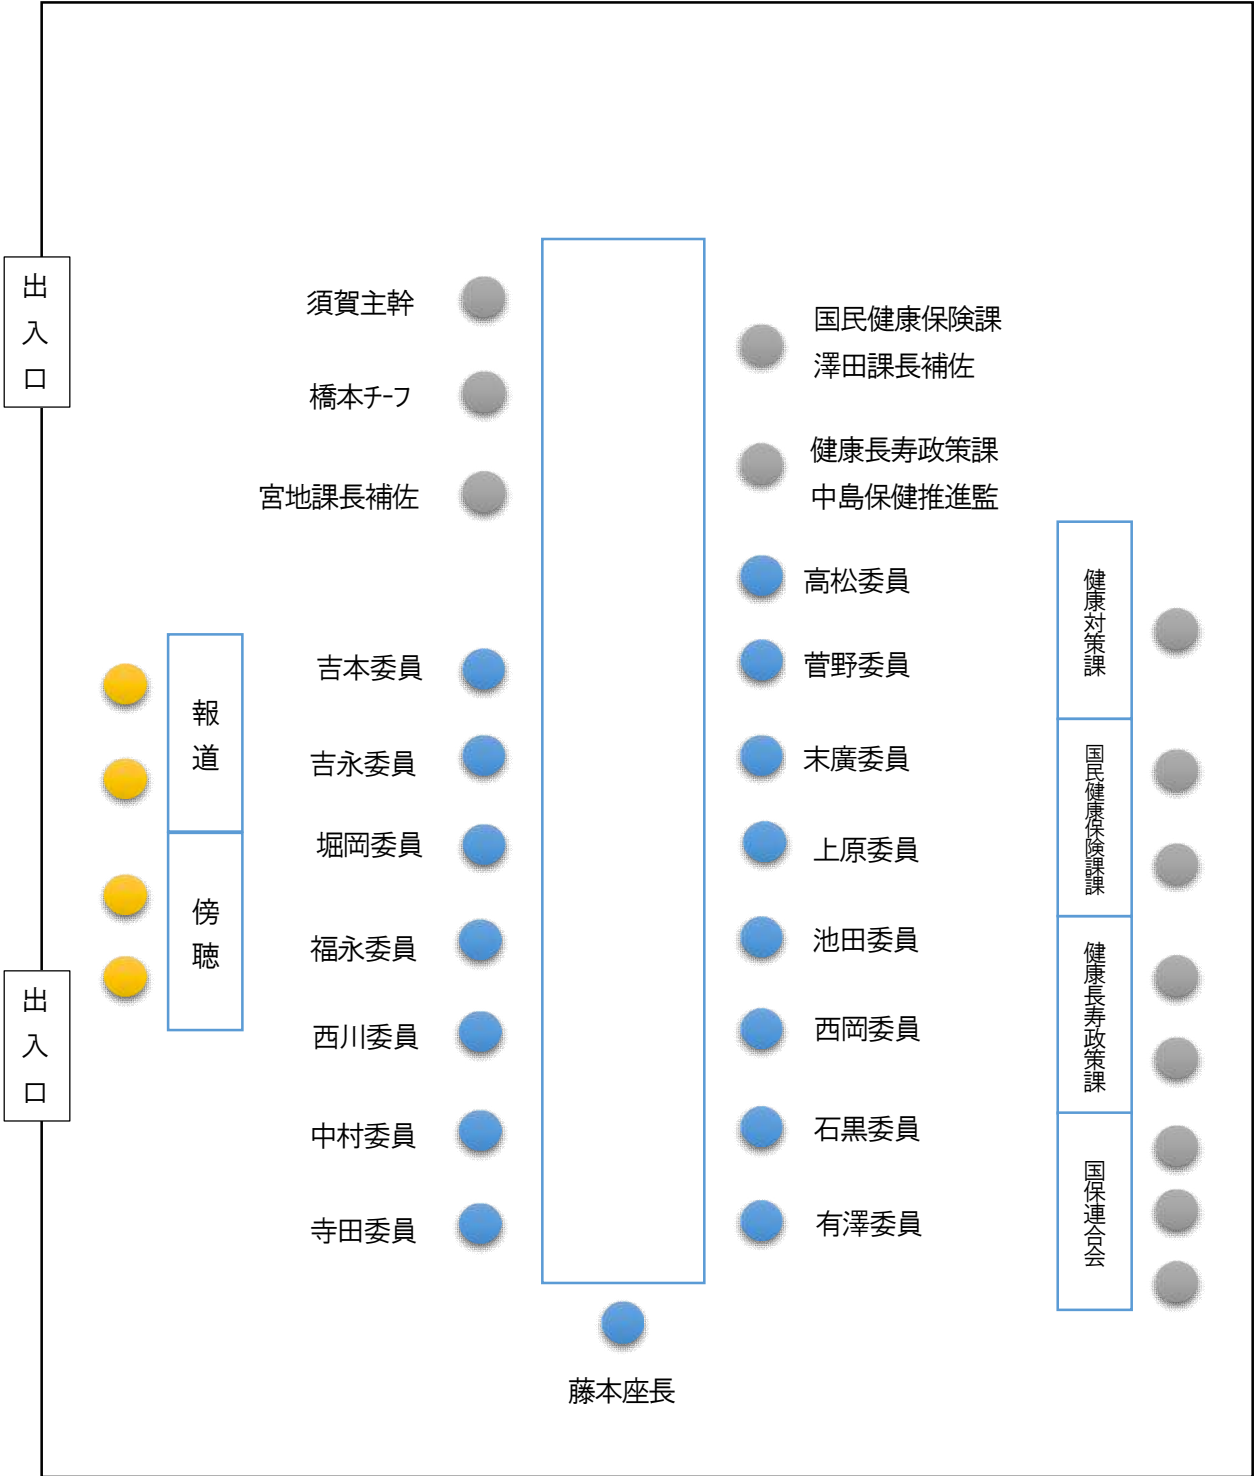 出入口
須賀主幹
橋本チーフ
宮地課長補佐
国民健康保険課
澤田課長補佐
健康長寿政策課
中島保健推進監
高松委員
菅野委員
末廣委員
上原委員
池田委員
西岡委員
石黒委員
有澤委員
吉本委員
吉永委員
堀岡委員
福永委員
西川委員
中村委員
寺田委員
藤本座長
報道
傍聴
出入口
健康対策課
国民健康保険課課
健康長寿政策課
国保連合会